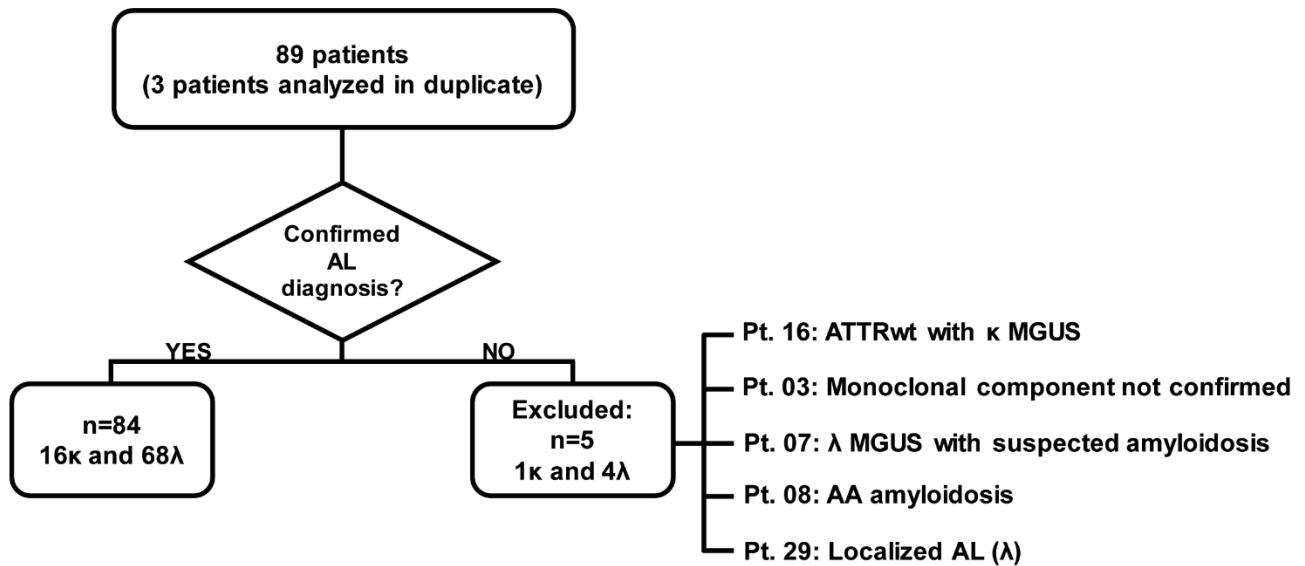 89 patients
(3 patients analyzed in duplicate)
Confirmed
AL
diagnosis?
YES
NO
n=84
16κ and 68λ
Excluded:
n=5
1κ and 4λ
Pt. 16: ATTRwt with κ MGUS
Pt. 03: Monoclonal component not confirmed
Pt. 07: λ MGUS with suspected amyloidosis
Pt. 08: AA amyloidosis
Pt. 29: Localized AL (λ)